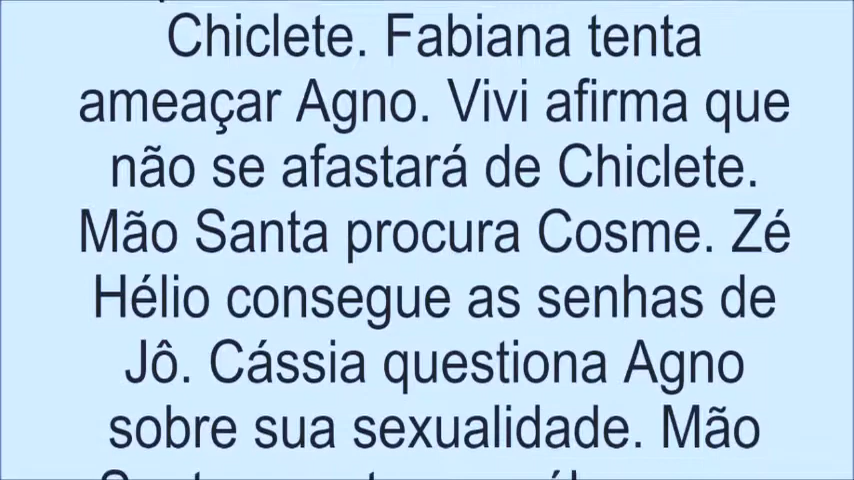 Chiclete. Fabiana tenta
ameaçar Agno. Vivi afirma que
não se afastará de Chiclete.
Mão Santa procura Cosme. Zé
Hélio consegue as senhas de
Jô. Cássia questiona Agno
sobre sua sexualidade. Mão